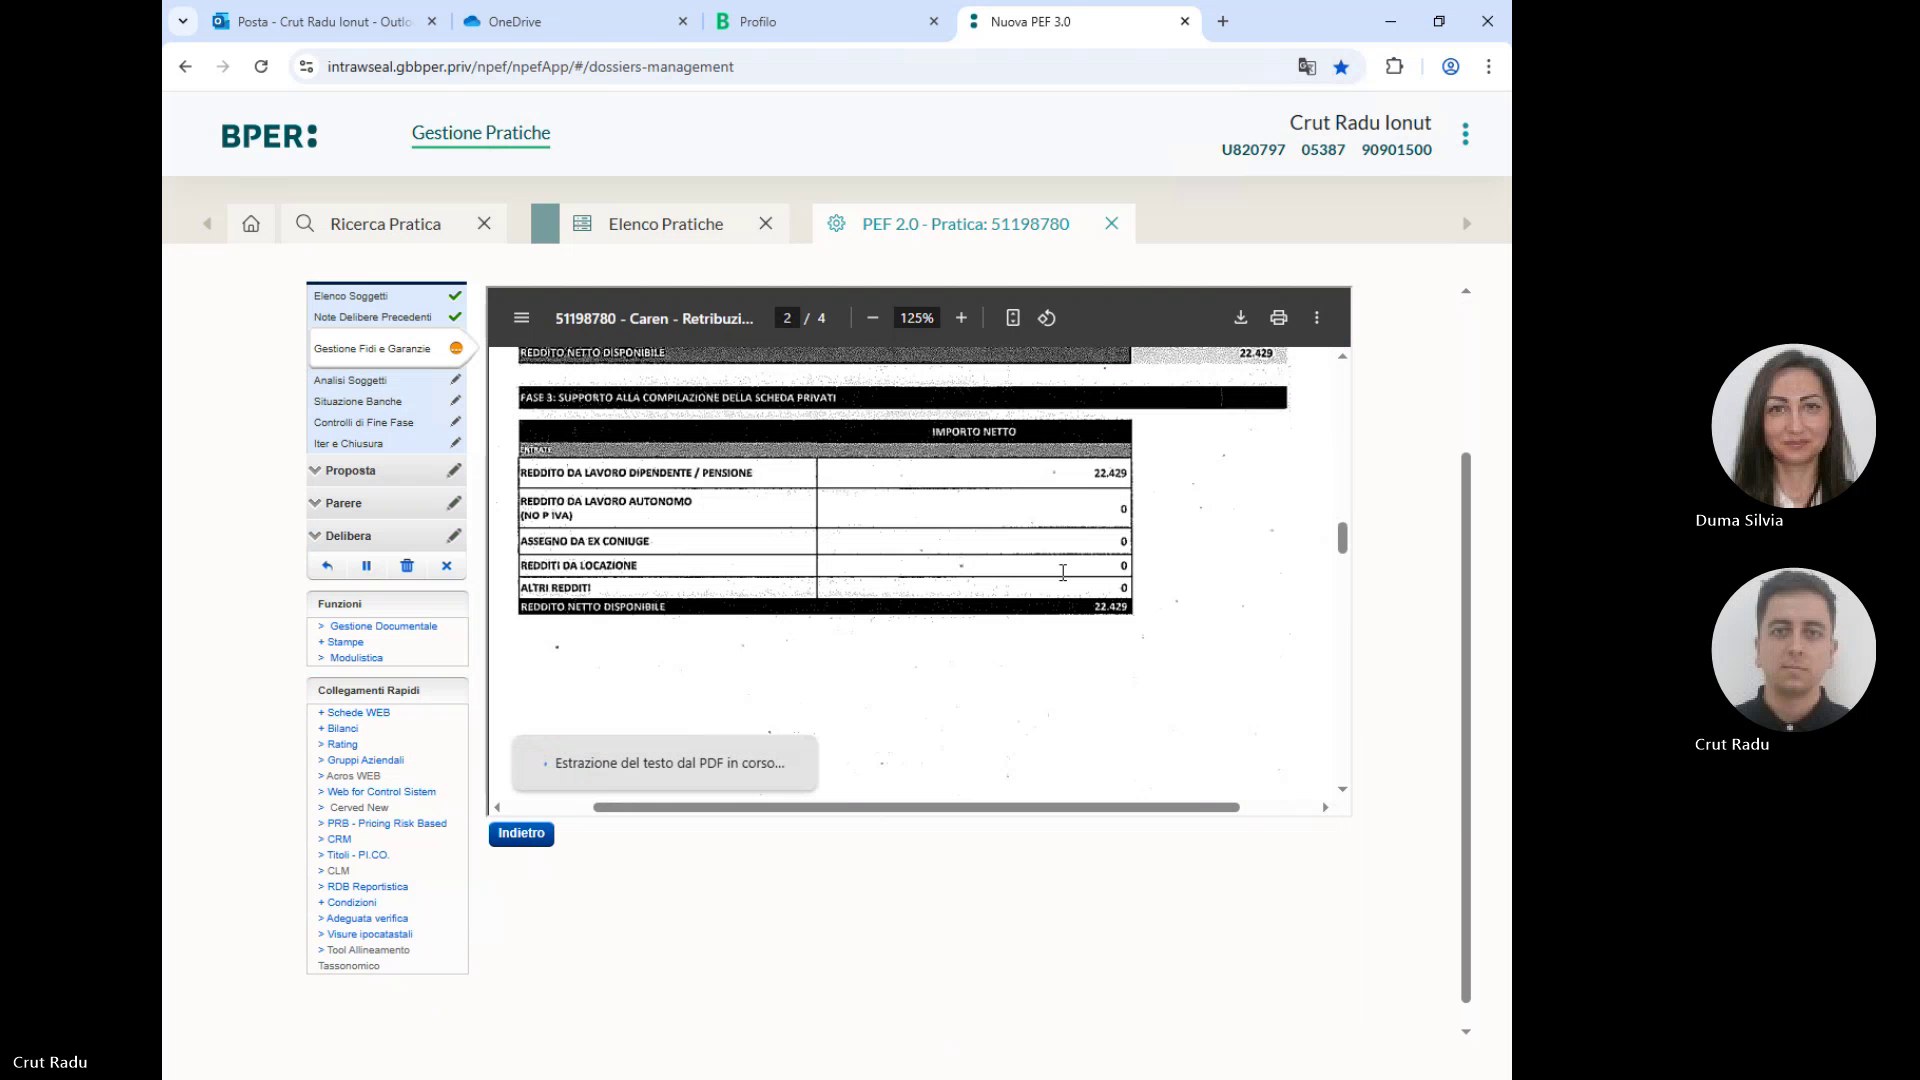 Posta - Crut Radu Ionut - Outlo
OneDrive
Profilo
Nuova PEF 3.0
intrawseal.gbbper.priv/npef/npefApp/#/dossiers-management
BPER:
Gestione Pratiche
Crut Radu Ionut
U820797 05387 90901500
Ricerca Pratica
Elenco Pratiche
PEF 2.0 - Pratica: 51198780
Elenco Soggetti
Note Delibere Precedenti
Gestione Fidi e Garanzie
Analisi Soggetti
Situazione Banche
Controlli di Fine Fase
Iter e Chiusura
Proposta
Parere
Delibera
Funzioni
> Gestione Documentale
+ Stampe
> Modulistica
Collegamenti Rapidi
+ Schede WEB
+ Bilanci
> Rating
> Gruppi Aziendali
> Acros WEB
> Web for Control Sistem
> Cerved New
> PRB - Pricing Risk Based
> CRM
> Titoli - PI.CO.
> CLM
> RDB Reportistica
+ Condizioni
> Adeguata verifica
> Visure ipocatastali
> Tool Allineamento
Tassonomico
51198780 - Caren - Retribuzi...
2 / 4
125%
REDDITO NETTO DISPONIBILE 22.429
FASE 3: SUPPORTO ALLA COMPILAZIONE DELLA SCHEDA PRIVATI
IMPORTO NETTO
ENTRATE
REDDITO DA LAVORO DIPENDENTE / PENSIONE 22.429
REDDITO DA LAVORO AUTONOMO
(NO P IVA) 0
ASSEGNO DA EX CONIUGE 0
REDDITI DA LOCAZIONE 0
ALTRI REDDITI 0
REDDITO NETTO DISPONIBILE 22.429
Estrazione del testo dal PDF in corso...
Indietro
Duma Silvia
Crut Radu
Crut Radu